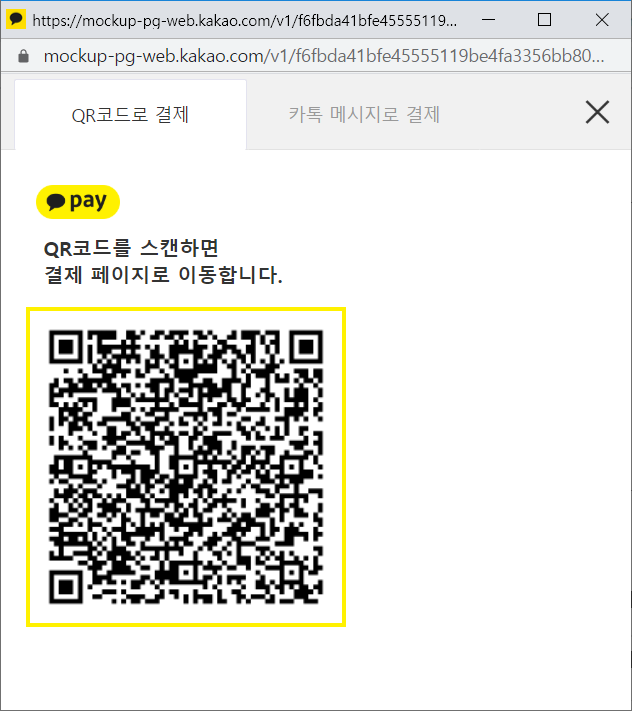 https://mockup-pg-web.kakao.com/v1/f6fbda41bfe45555119...
mockup-pg-web.kakao.com/v1/f6fbda41bfe45555119be4fa3356bb80...
QR코드로 결제
카톡 메시지로 결제
pay
QR코드를 스캔하면
결제 페이지로 이동합니다.